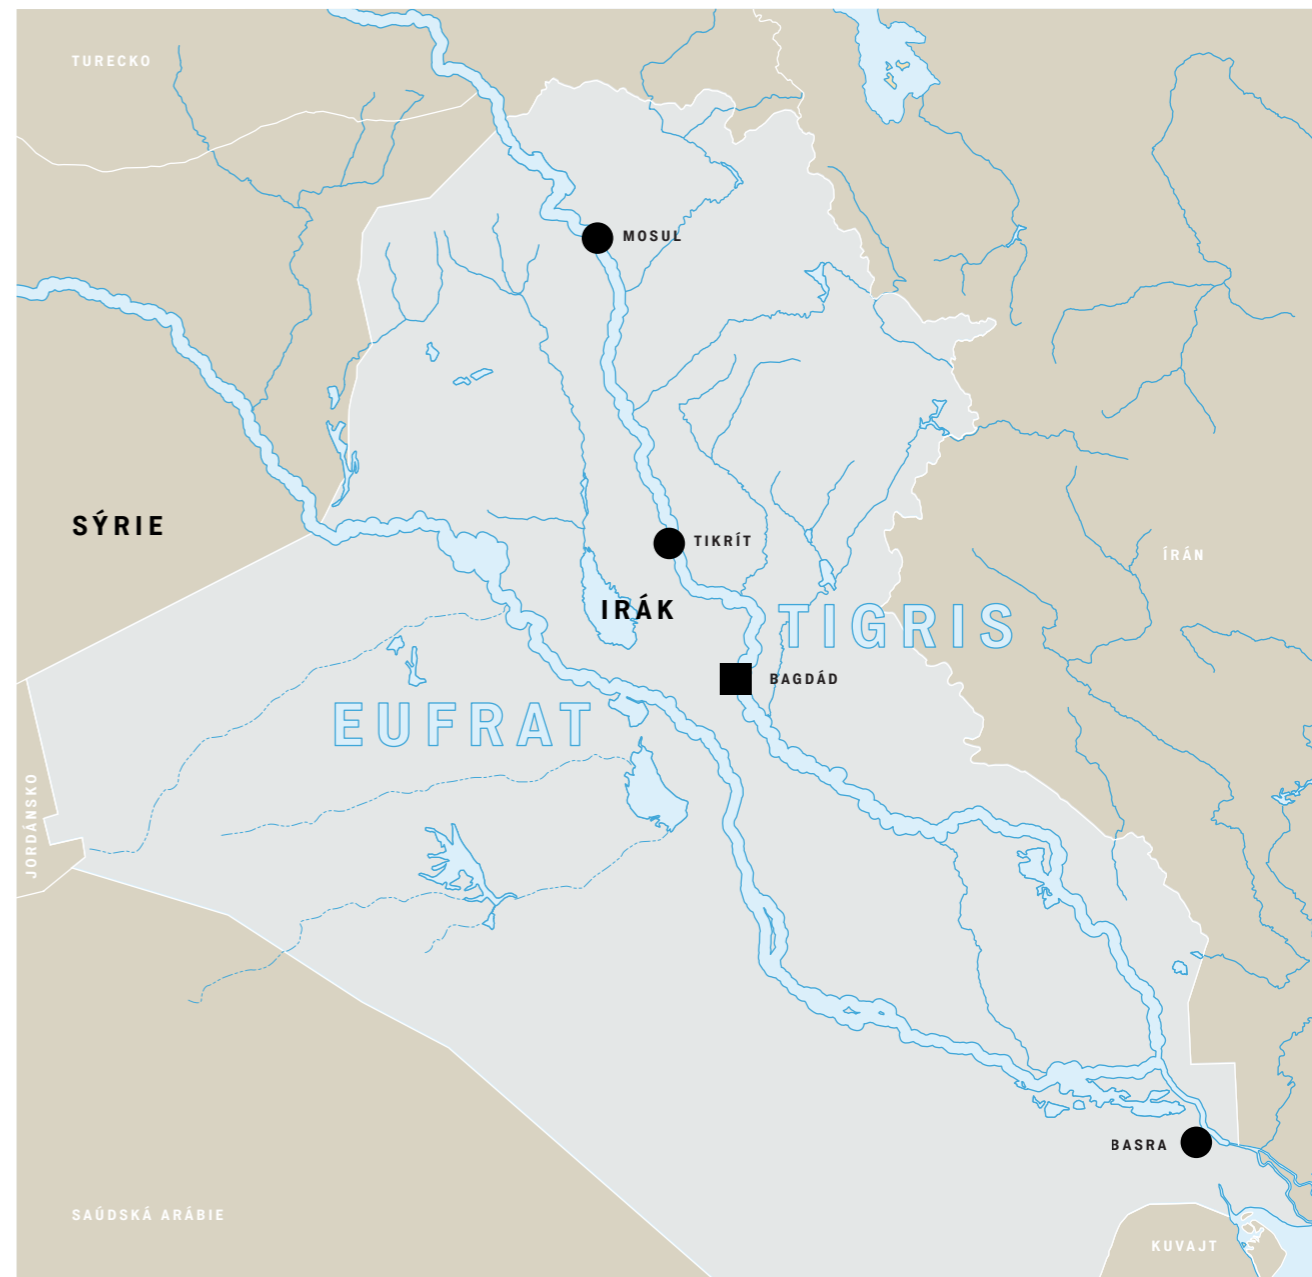 TURECKO
MOSUL
SÝRIE
TIKRÍT
ÍRÁN
IRÁK
TIGRIS
BAGDÁD
EUFRAT
JORDÁNSKO
BASRA
SAÚDSKÁ ARÁBIE
KUVAJT